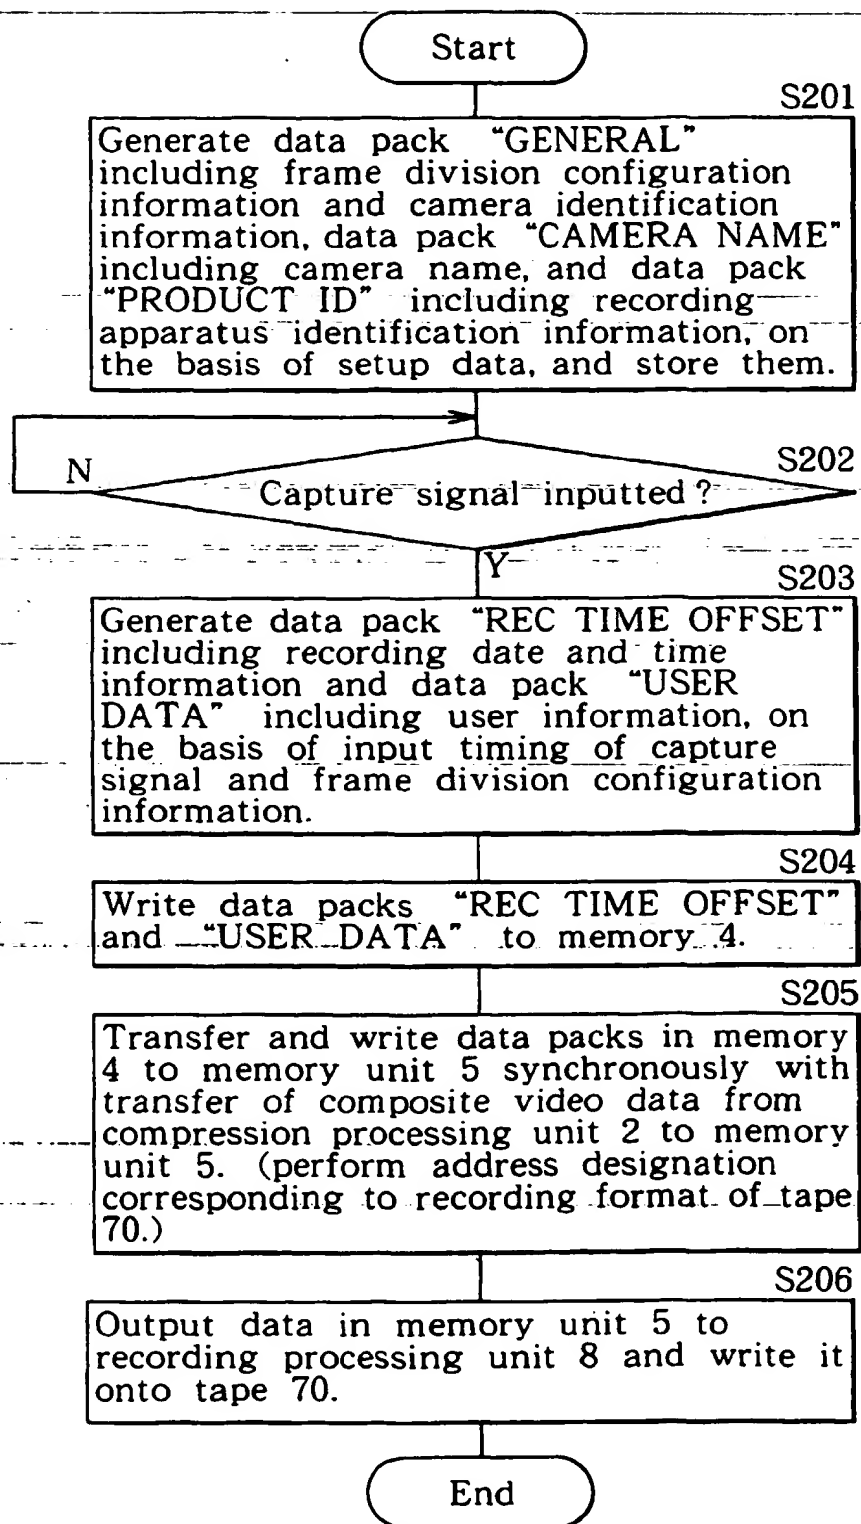 Start
S201
Generate data pack “GENERAL”
including frame division configuration
information and camera identification
information, data pack “CAMERA NAME”
including camera name, and data pack
“PRODUCT ID” including recording
apparatus identification information, on
the basis of setup data, and store them.
S202
N
Capture signal inputted ?
Y
S203
Generate data pack “REC TIME OFFSET”
including recording date and time
information and data pack “USER
DATA” including user information, on
the basis of input timing of capture
signal and frame division configuration
information.
S204
Write data packs “REC TIME OFFSET”
and “USER DATA” to memory 4.
S205
Transfer and write data packs in memory
4 to memory unit 5 synchronously with
transfer of composite video data from
compression processing unit 2 to memory
unit 5. (perform address designation
corresponding to recording format of tape
70.)
S206
Output data in memory unit 5 to
recording processing unit 8 and write it
onto tape 70.
End